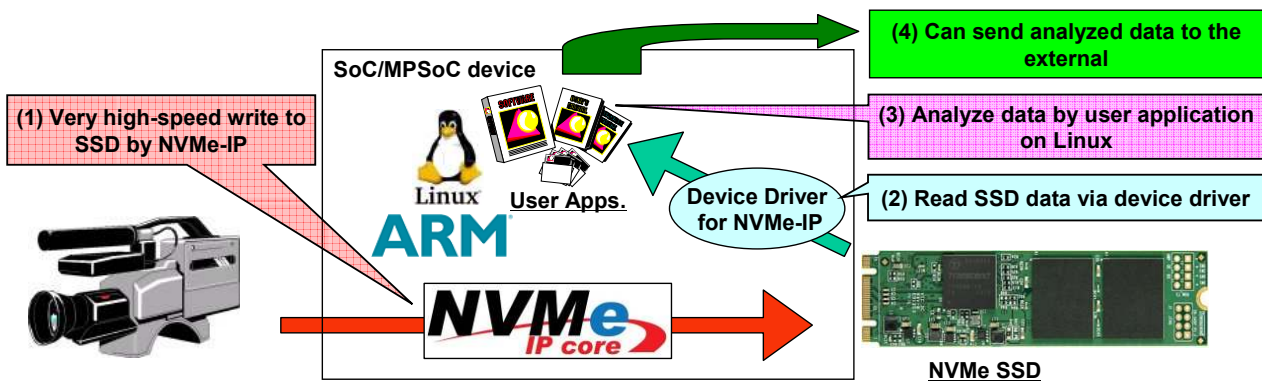 (4) Can send analyzed data to the
external
SoC/MPSoC device
SOFTWARE
(1) Very high-speed write to
SSD by NVMe-IP
(3) Analyze data by user application
on Linux
Linux
User Apps.
Device Driver
for NVMe-IP
(2) Read SSD data via device driver
ARM
NVMe
IP core
NVMe SSD